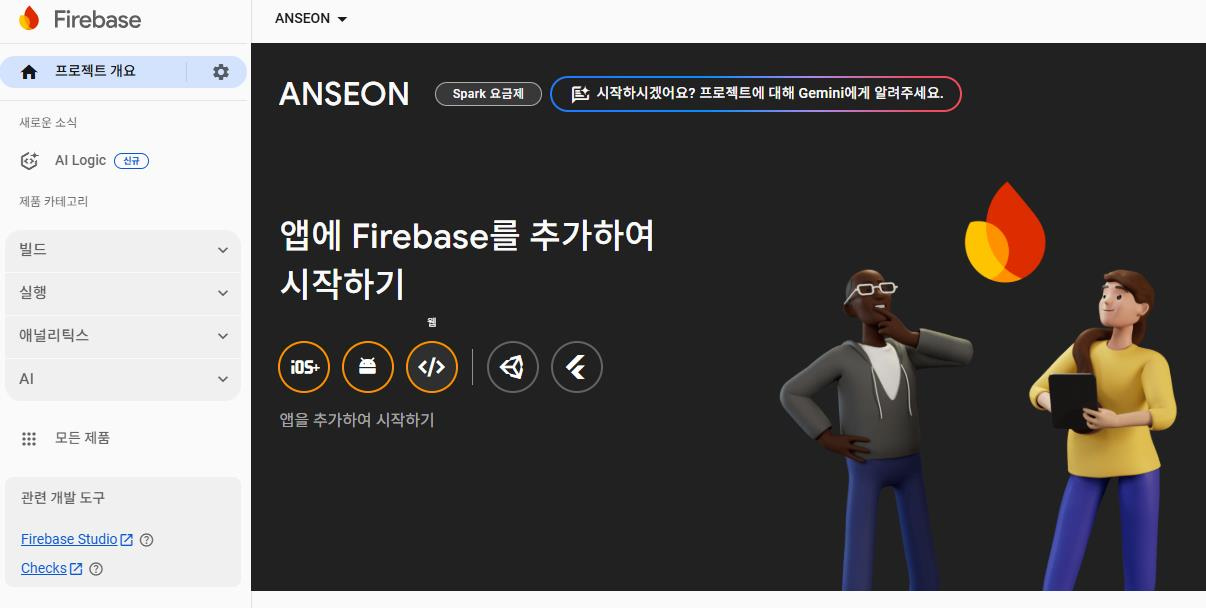 Firebase
ANSEON
프로젝트 개요
ANSEON
Spark 요금제
시작하시겠어요? 프로젝트에 대해 Gemini에게 알려주세요.
새로운 소식
AI Logic
신규
제품 카테고리
빌드
실행
애널리틱스
AI
모든 제품
관련 개발 도구
Firebase Studio
Checks
앱에 Firebase를 추가하여
시작하기
웹
iOS+
앱을 추가하여 시작하기